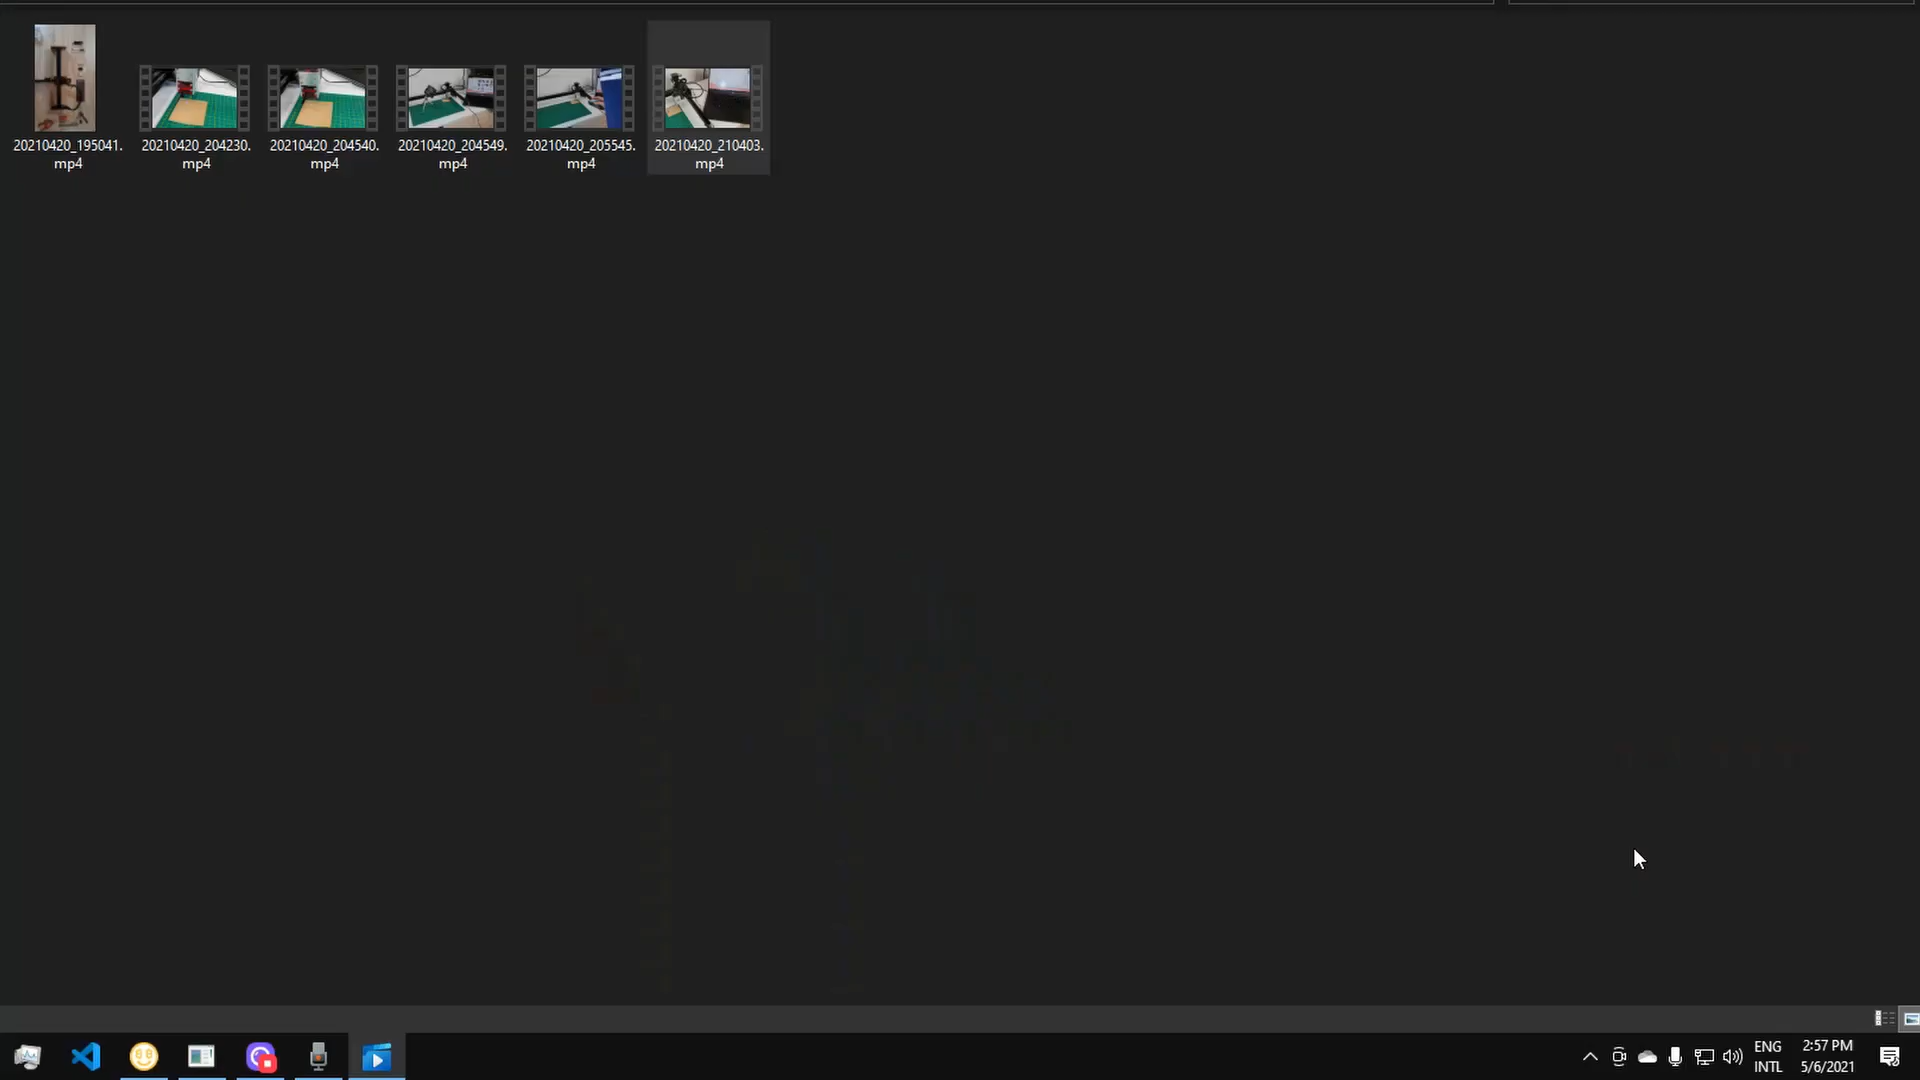 20210420_195041.
mp4
20210420_204230.
mp4
20210420_204540.
mp4
20210420_204549.
mp4
20210420_205545.
mp4
20210420_210403.
mp4
ENG
INTL
2:57 PM
5/6/2021